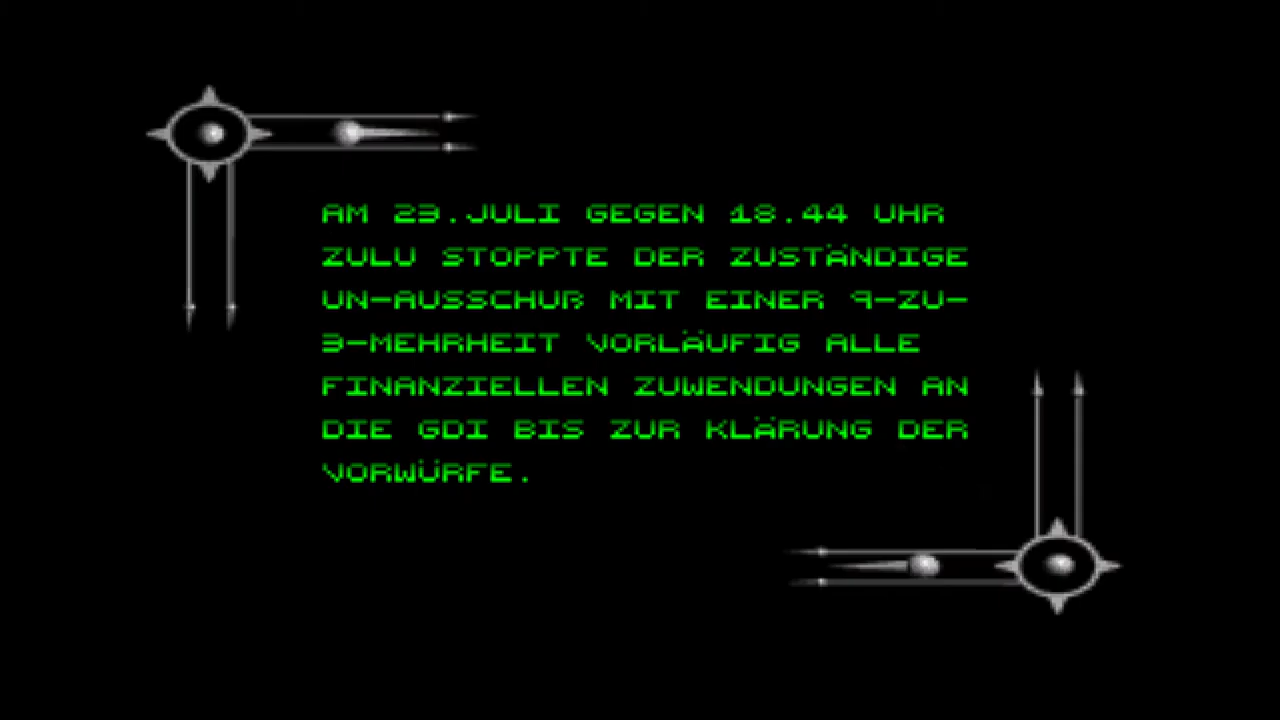 AM 23.JULI GEGEN 18.44 UHR
ZULU STOPPTE DER ZUSTÄNDIGE
UN-AUSSCHUß MIT EINER 9-ZU-
3-MEHRHEIT VORLÄUFIG ALLE
FINANZIELLEN ZUWENDUNGEN AN
DIE GDI BIS ZUR KLÄRUNG DER
VORWÜRFE.